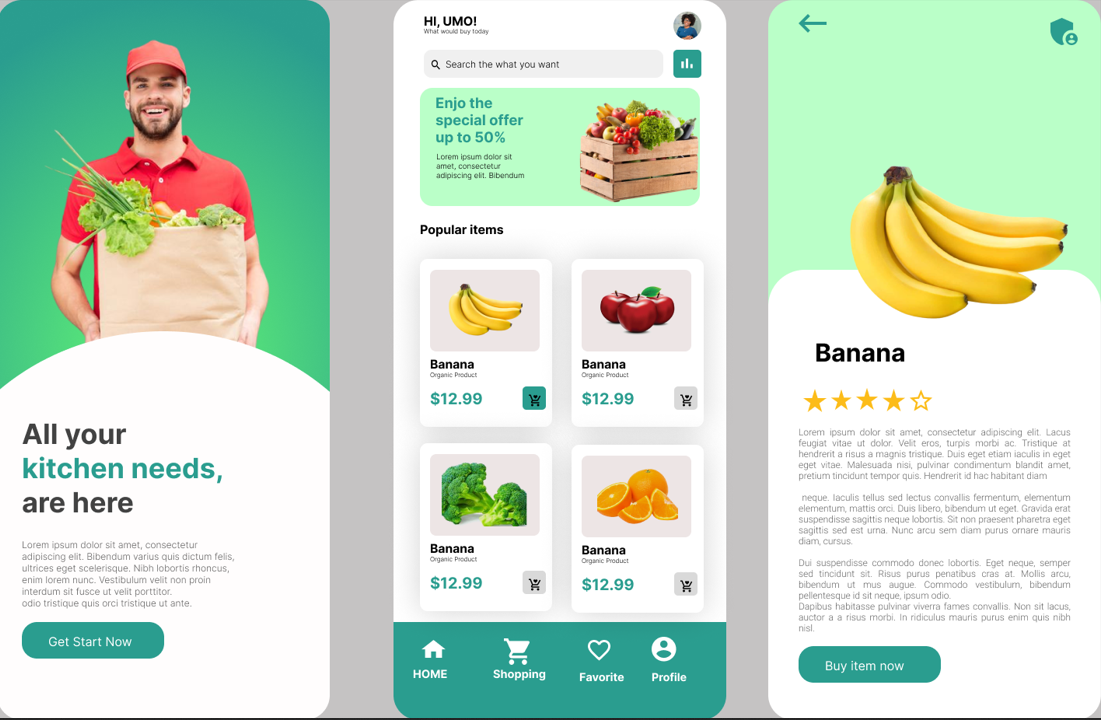 All your
kitchen needs,
are here
Lorem ipsum dolor sit amet, consectetur
adipiscing elit. Bibendum varius quis dictum felis,
ultrices eget scelerisque. Nibh lobortis rhoncus,
enim lorem nunc. Vestibulum velit non proin
interdum sit fusce ut velit porttitor.
odio tristique quis orci tristique ut ante.
Get Start Now
HI, UMO!
What would buy today
Search the what you want
Enjo the
special offer
up to 50%
Lorem ipsum dolor sit
amet, consectetur
adipiscing elit. Bibendum
Popular items
Banana
Organic Product
$12.99
Banana
Organic Product
$12.99
Banana
Organic Product
$12.99
Banana
Organic Product
$12.99
HOME
Shopping
Favorite
Profile
Banana
Lorem ipsum dolor sit amet, consectetur adipiscing elit. Lacus
feugiat vitae ut dolor. Velit eros, turpis morbi ac. Tristique at
hendrerit a risus a magnis tristique. Duis eget etiam iaculis in eget
eget vitae. Malesuada nisi, pulvinar condimentum blandit amet,
pretium tincidunt tempor quis. Hendrerit id hac habitant diam
neque. Iaculis tellus sed lectus convallis fermentum, elementum
elementum, mattis orci. Duis libero, bibendum ut eget. Gravida erat
suspendisse sagittis neque lobortis. Sit non praesent pharetra eget
sagittis sed est urna. Nunc arcu sem diam purus ornare mauris
diam, cursus.
Dui suspendisse commodo donec lobortis. Eget neque, semper
sed tincidunt sit. Risus purus penatibus cras at. Mollis arcu,
bibendum ut mus augue. Commodo vestibulum, bibendum
pellentesque id sit neque, ipsum odio.
Dapibus habitasse pulvinar viverra fames convallis. Non sit lacus,
auctor a a risus morbi. In ridiculus mauris purus enim quis nibh
nisl.
Buy item now